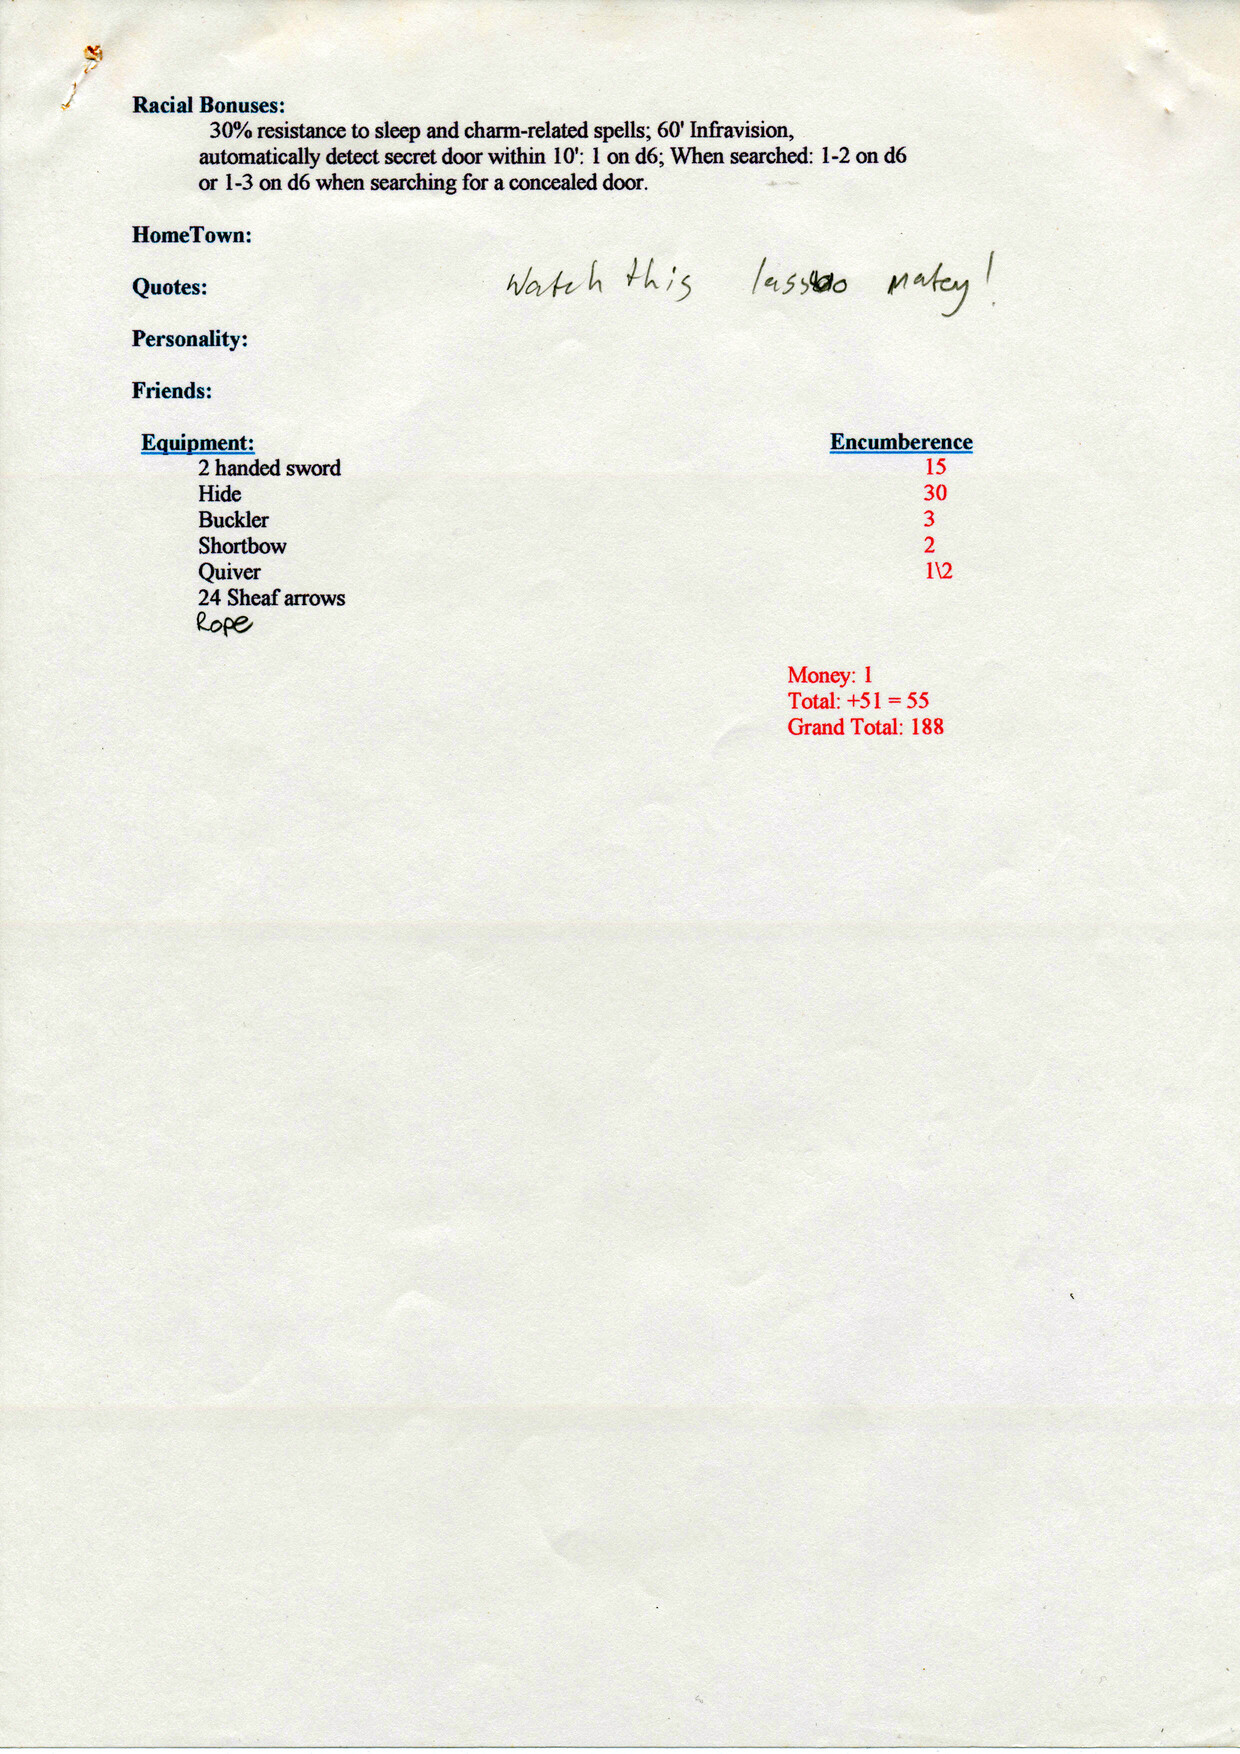 Racial Bonuses:
30% resistance to sleep and charm-related spells; 60' Infravision,
automatically detect secret door within 10': 1 on d6; When searched: 1-2 on d6
or 1-3 on d6 when searching for a concealed door.
HomeTown:
Quotes: Watch this lassoo matey!
Personality:
Friends:
Equipment: Encumberence
2 handed sword 15
Hide 30
Buckler 3
Shortbow 2
Quiver 1\2
24 Sheaf arrows
Rope
Money: 1
Total: +51 = 55
Grand Total: 188